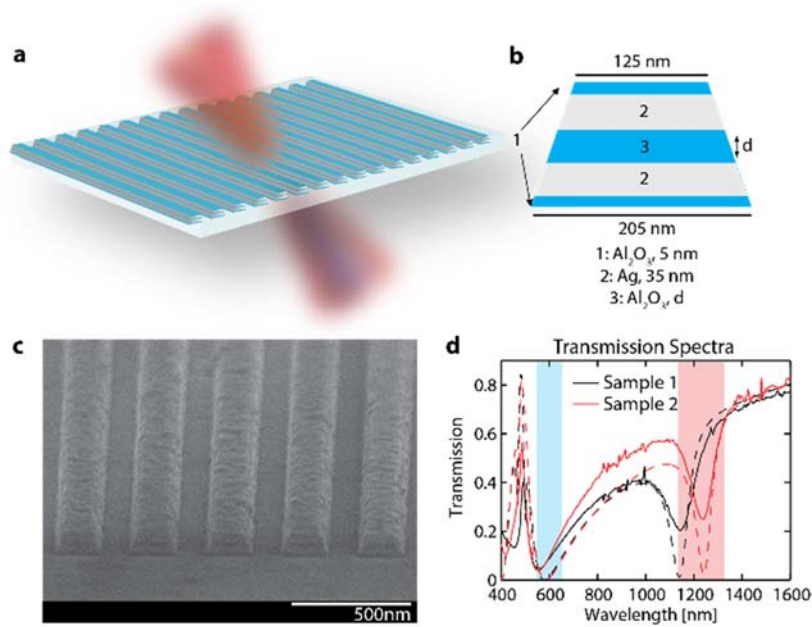 a
b
125 nm
2
1
3
d
2
205 nm
1: Al₂O₃, 5 nm
2: Ag, 35 nm
3: Al₂O₃, d
c
500nm
d
Transmission Spectra
Sample 1
Sample 2
0.8
0.6
0.4
0.2
0
Transmission
400 600 800 1000 1200 1400 1600
Wavelength [nm]